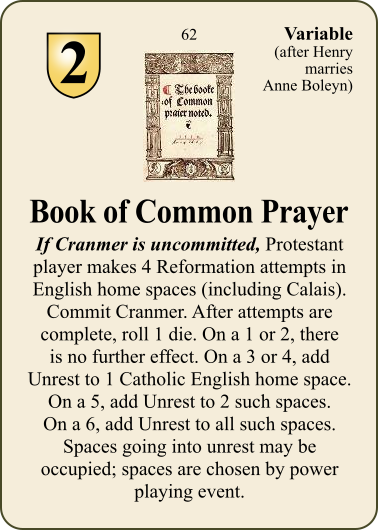 2
62
Variable
(after Henry
marries
Anne Boleyn)
The booke
of Common
praier noted.
Book of Common Prayer
If Cranmer is uncommitted, Protestant
player makes 4 Reformation attempts in
English home spaces (including Calais).
Commit Cranmer. After attempts are
complete, roll 1 die. On a 1 or 2, there
is no further effect. On a 3 or 4, add
Unrest to 1 Catholic English home space.
On a 5, add Unrest to 2 such spaces.
On a 6, add Unrest to all such spaces.
Spaces going into unrest may be
occupied; spaces are chosen by power
playing event.